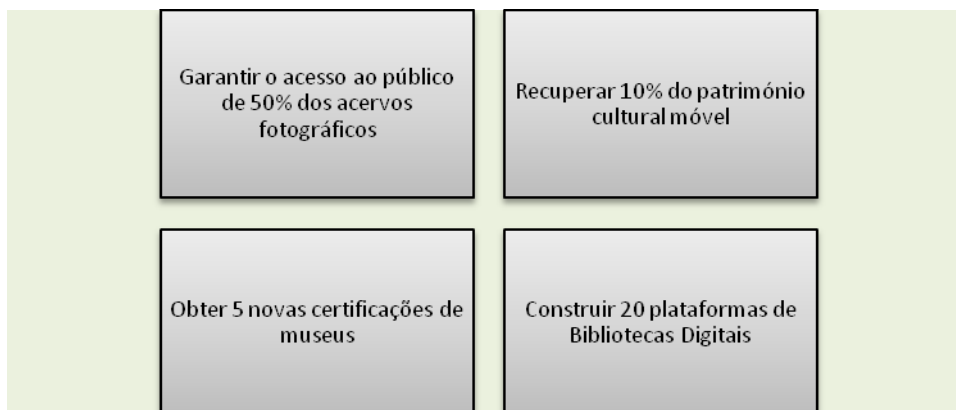 Garantir o acesso ao público
de 50% dos acervos
fotográficos
Recuperar 10% do património
cultural móvel
Obter 5 novas certificações de
museus
Construir 20 plataformas de
Bibliotecas Digitais